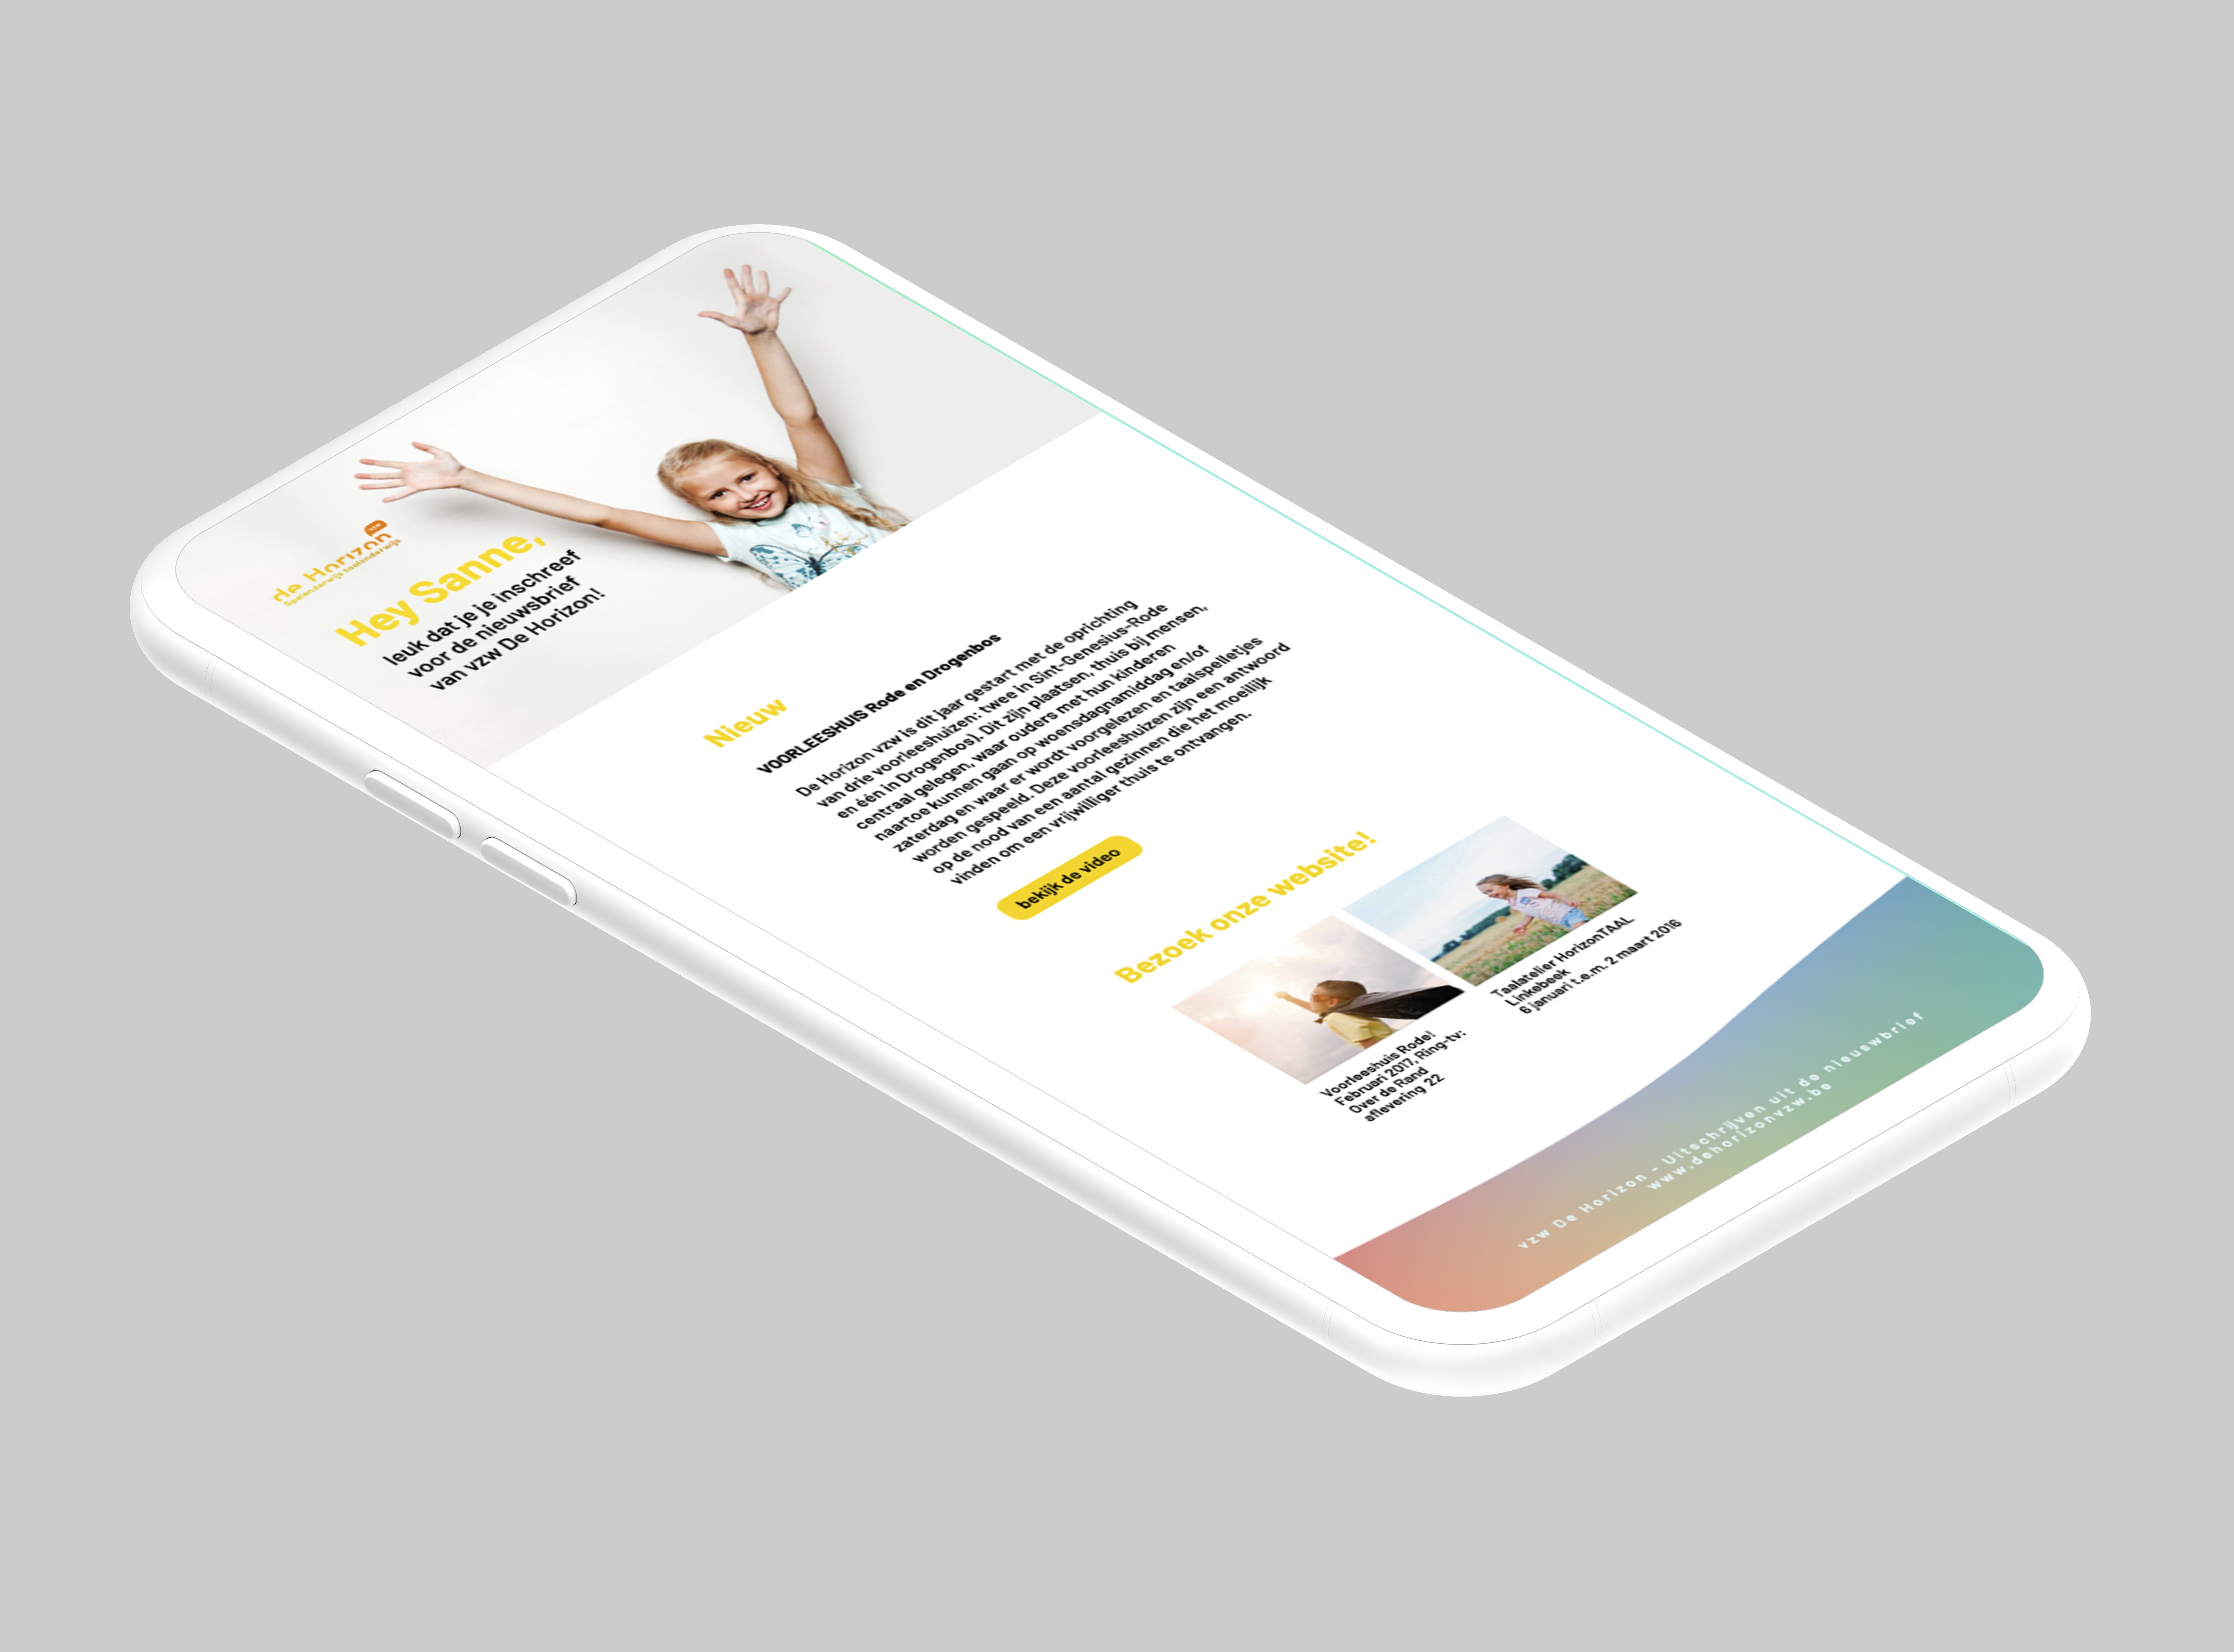 vzw
de Horizon
Spelenderwijs taalonderwijs
Hey Sanne,
leuk dat je je inschreef
voor de nieuwsbrief
van vzw De Horizon!
Nieuw
VOORLEESHUIS Rode en Drogenbos
De Horizon vzw is dit jaar gestart met de oprichting
van drie voorleeshuizen: twee in Sint-Genesius-Rode
en één in Drogenbos). Dit zijn plaatsen, thuis bij mensen,
centraal gelegen, waar ouders met hun kinderen
naartoe kunnen gaan op woensdagnamiddag en/of
zaterdag en waar er wordt voorgelezen en taalspelletjes
worden gespeeld. Deze voorleeshuizen zijn een antwoord
op de nood van een aantal gezinnen die het moeilijk
vinden om een vrijwilliger thuis te ontvangen.
bekijk de video
Bezoek onze website!
Voorleeshuis Rode!
Februari 2017, Ring-tv:
Over de Rand
aflevering 22
Taalatelier HorizonTAAL
Linkebeek
6 januari t.e.m. 2 maart 2016
vzw De Horizon - Uitschrijven uit de nieuwbrief
www.dehorizonvzw.be